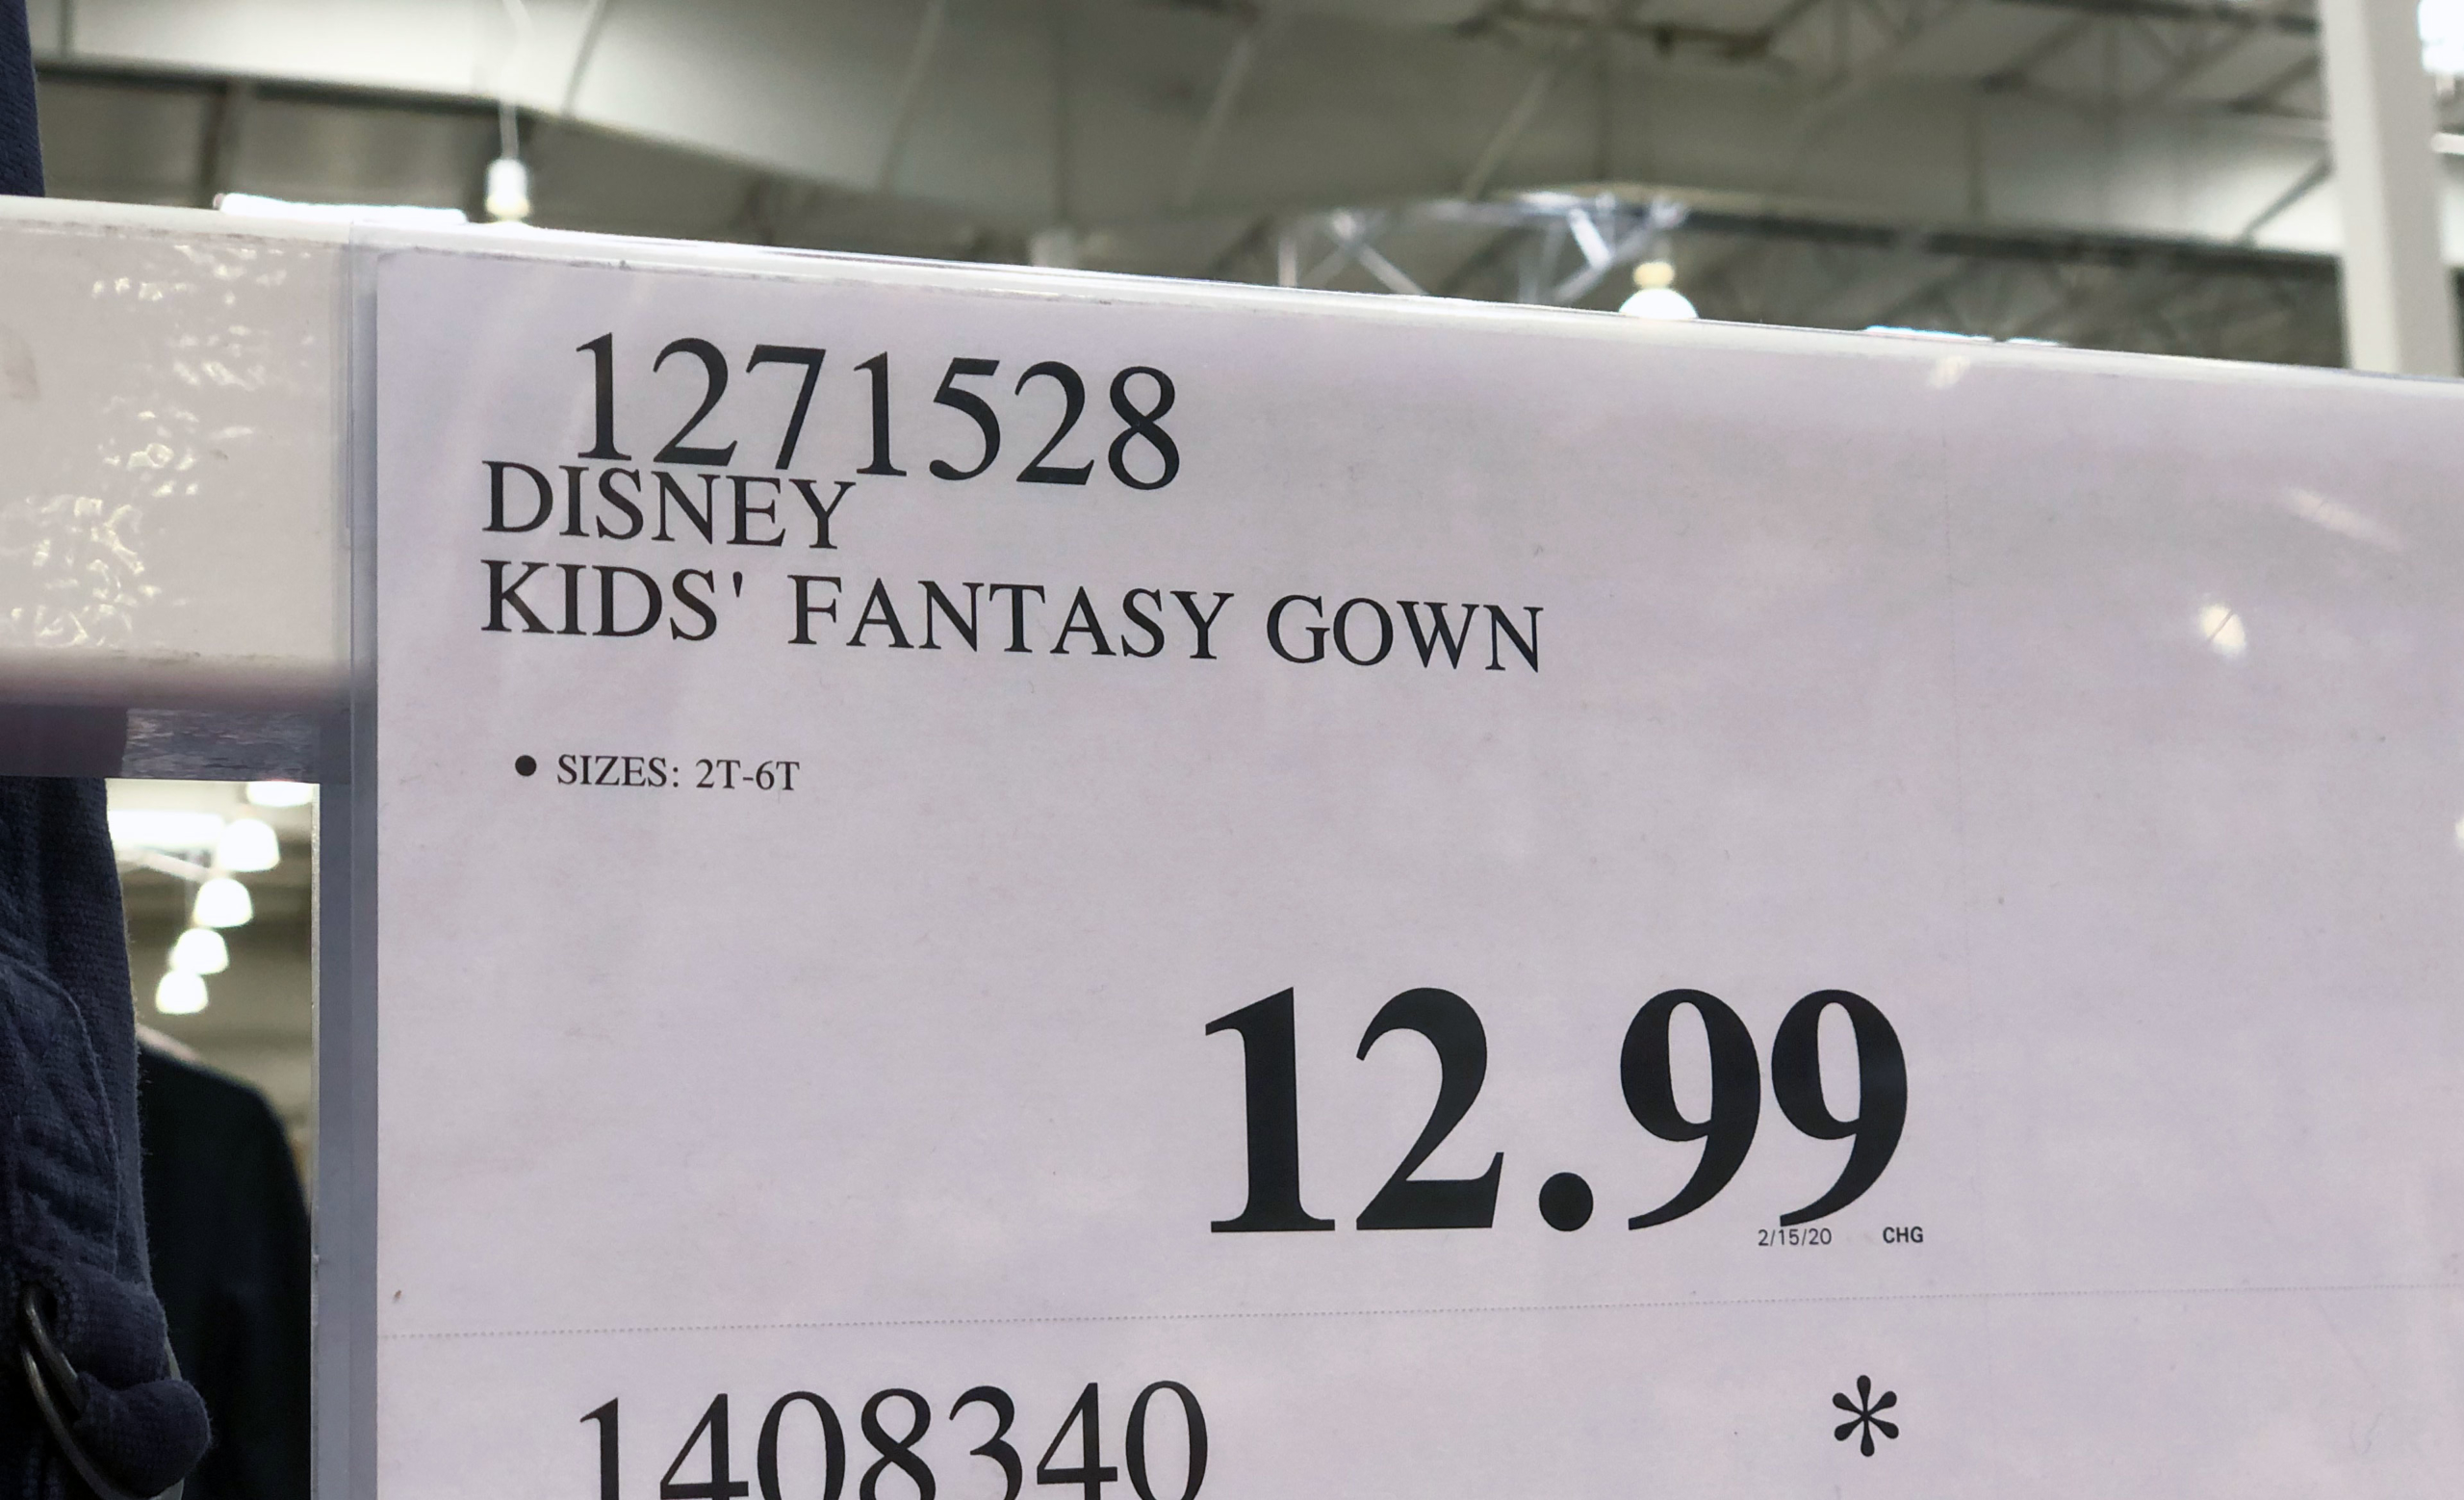 1271528
DISNEY
KIDS' FANTASY GOWN
• SIZES: 2T-6T
12.99
2/15/20 CHG
1408340 *